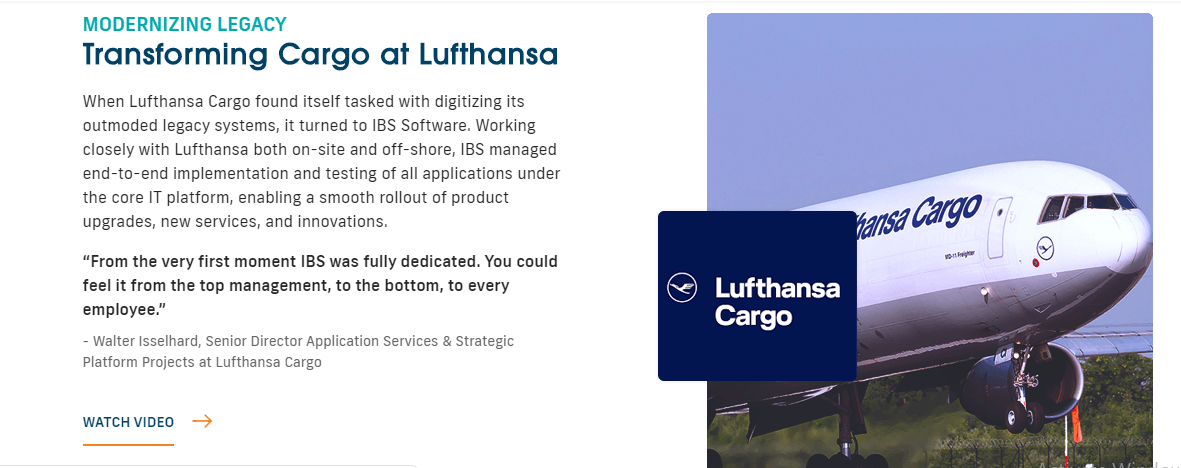 MODERNIZING LEGACY
Transforming Cargo at Lufthansa
When Lufthansa Cargo found itself tasked with digitizing its
outmoded legacy systems, it turned to IBS Software. Working
closely with Lufthansa both on-site and off-shore, IBS managed
end-to-end implementation and testing of all applications under
the core IT platform, enabling a smooth rollout of product
upgrades, new services, and innovations.
“From the very first moment IBS was fully dedicated. You could
feel it from the top management, to the bottom, to every
employee.”
- Walter Isselhard, Senior Director Application Services & Strategic
Platform Projects at Lufthansa Cargo
WATCH VIDEO
Lufthansa
Cargo
hansa Cargo
MD-11 Freighter